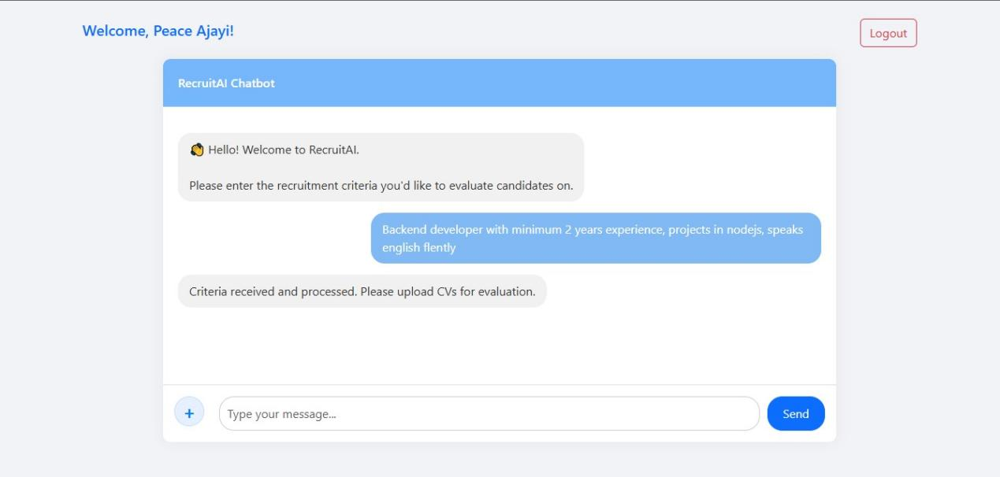 Welcome, Peace Ajayi!
Logout
RecruitAI Chatbot
👏 Hello! Welcome to RecruitAI.
Please enter the recruitment criteria you'd like to evaluate candidates on.
Backend developer with minimum 2 years experience, projects in nodejs, speaks
english flently
Criteria received and processed. Please upload CVs for evaluation.
+
Type your message...
Send